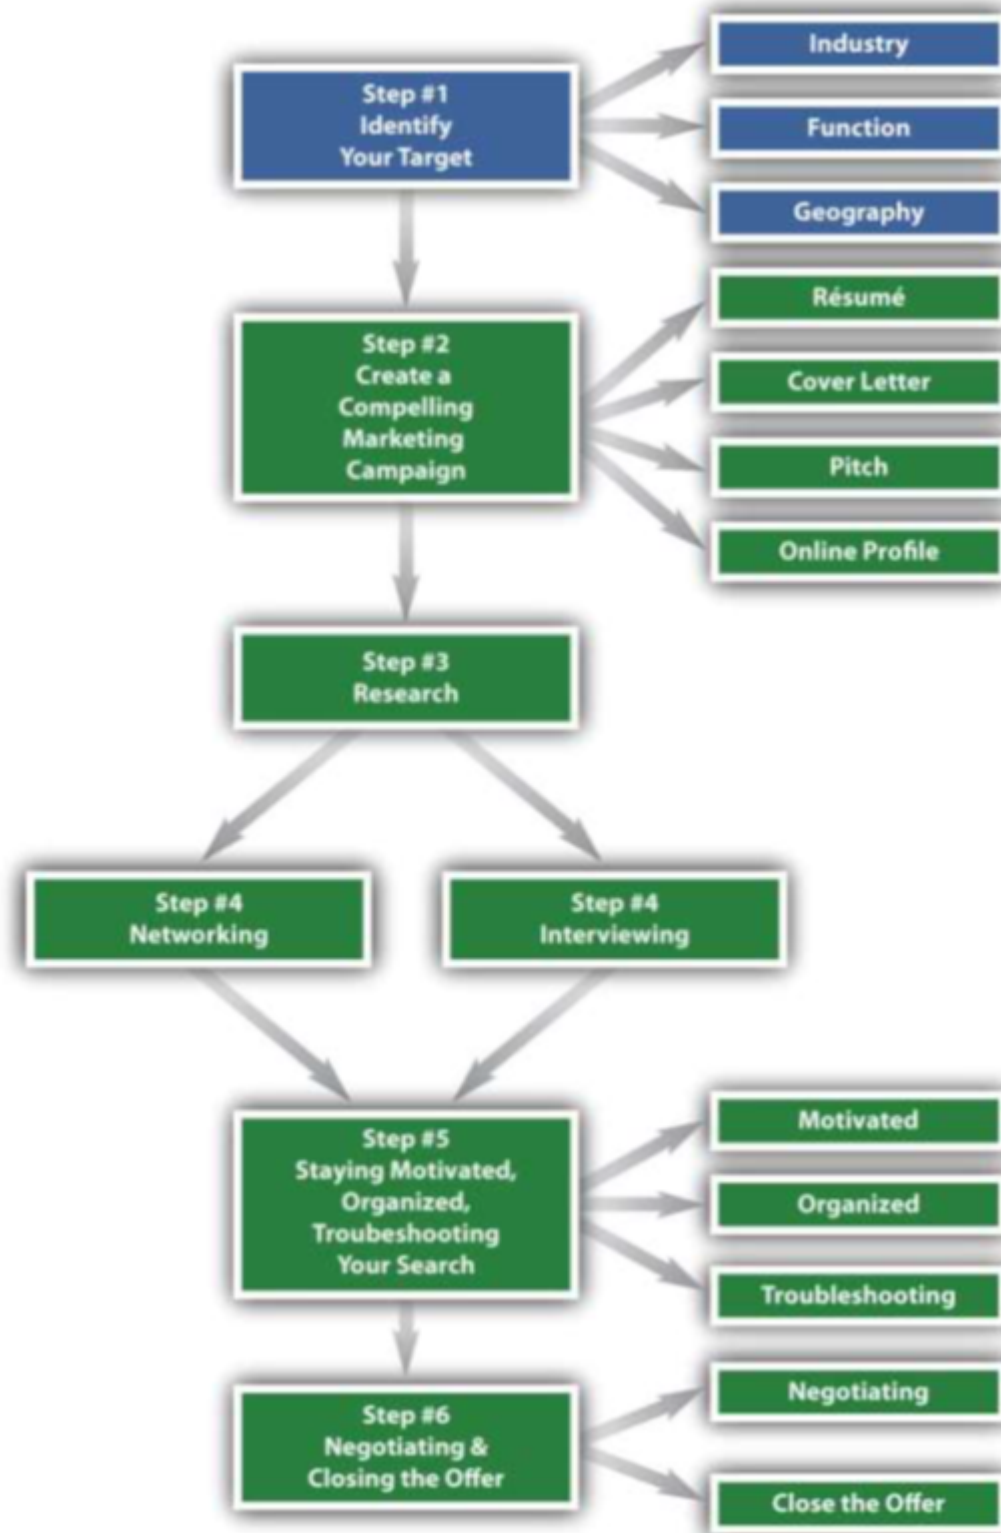 Step #1
Identify
Your Target
Industry
Function
Geography
Step #2
Create a
Compelling
Marketing
Campaign
Résumé
Cover Letter
Pitch
Online Profile
Step #3
Research
Step #4
Networking
Step #4
Interviewing
Step #5
Staying Motivated,
Organized,
Troubeshooting
Your Search
Motivated
Organized
Troubleshooting
Step #6
Negotiating &
Closing the Offer
Negotiating
Close the Offer